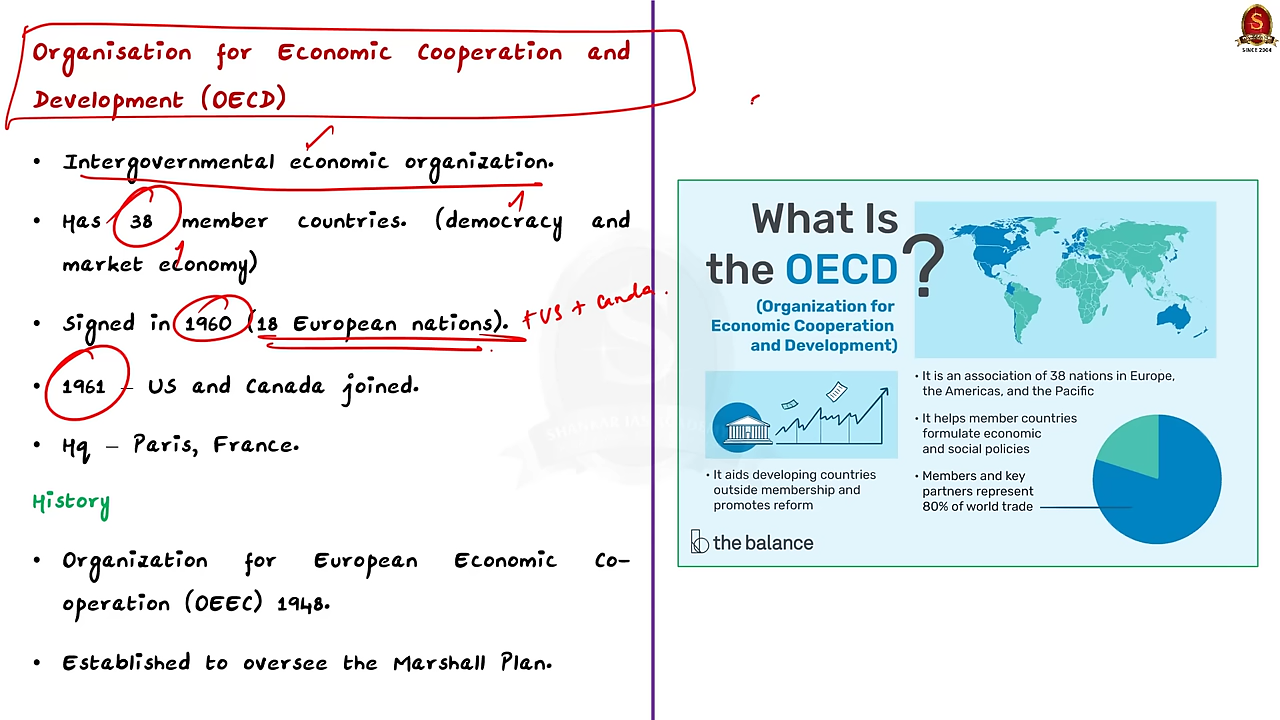 Organisation for Economic Cooperation and
Development (OECD)
• Intergovernmental economic organization.
• Has 38 member countries. (democracy and
market economy)
• Signed in 1960 (18 European nations). + US + Canda.
• 1961 – US and Canada joined.
• Hq – Paris, France.
History
• Organization for European Economic Co-
operation (OEEC) 1948.
• Established to oversee the Marshall Plan.
S
SINCE 2004
What Is
the OECD?
(Organization for
Economic Cooperation
and Development)
• It aids developing countries
outside membership and
promotes reform
• It is an association of 38 nations in Europe,
the Americas, and the Pacific
• It helps member countries
formulate economic
and social policies
• Members and key
partners represent
80% of world trade
the balance